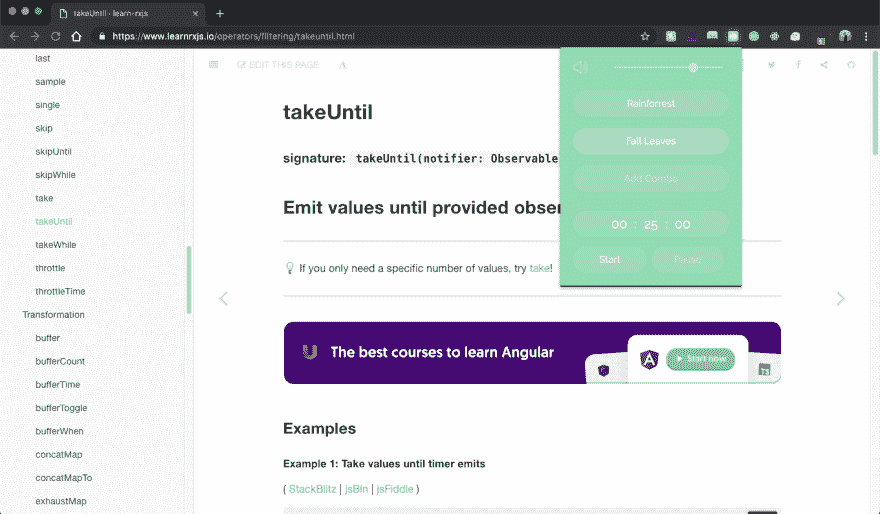 takeUntil - learn-rxjs
https://www.learnrxjs.io/operators/filtering/takeuntil.html
last
sample
single
skip
skipUntil
skipWhile
take
takeUntil
takeWhile
throttle
throttleTime
Transformation
buffer
bufferCount
bufferTime
bufferToggle
bufferWhen
concatMap
concatMapTo
exhaustMap
EDIT THIS PAGE
A
takeUntil
signature: takeUntil(notifier: Observable
Emit values until provided obser
If you only need a specific number of values, try take!
The best courses to learn Angular
A
Start now
TS
Examples
Example 1: Take values until timer emits
( StackBlitz | jsBin | jsFiddle )
Rainforrest
Fall Leaves
Add Combo
00 : 25 : 00
Start
Pause